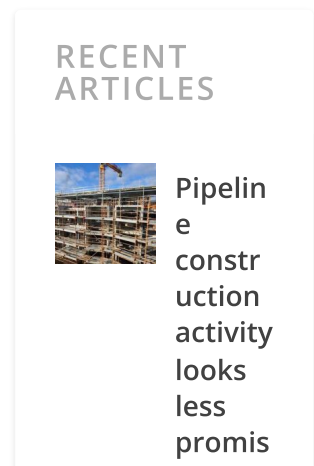 RECENT
ARTICLES
Pipelin
e
constr
uction
activity
looks
less
promis